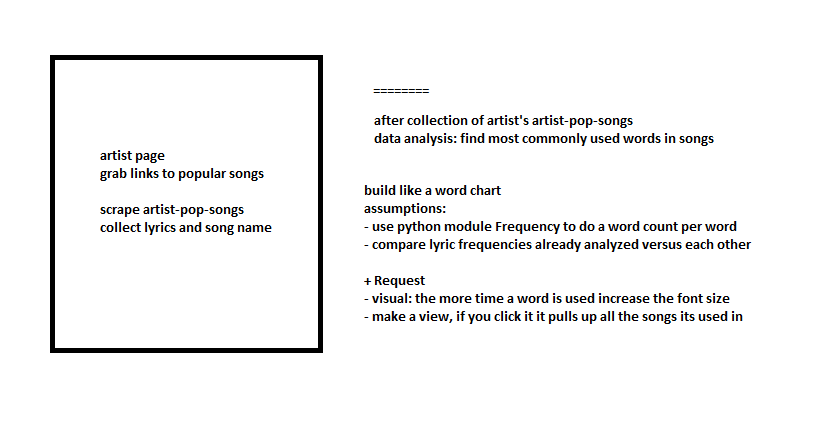 artist page
grab links to popular songs
scrape artist-pop-songs
collect lyrics and song name
========
after collection of artist's artist-pop-songs
data analysis: find most commonly used words in songs
build like a word chart
assumptions:
- use python module Frequency to do a word count per word
- compare lyric frequencies already analyzed versus each other
+ Request
- visual: the more time a word is used increase the font size
- make a view, if you click it it pulls up all the songs its used in